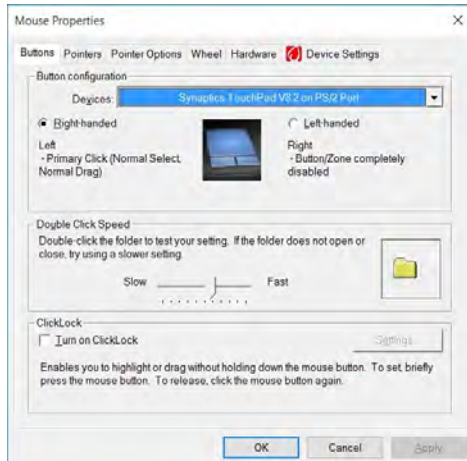 Mouse Properties
Buttons Pointers Pointer Options Wheel Hardware Device Settings
Button configuration
Devices: Synaptics TouchPad V8.2 on PS/2 Port
Right-handed Left-handed
Left Right
- Primary Click (Normal Select, - Button/Zone completely
Normal Drag) disabled
Double Click Speed
Double-click the folder to test your setting. If the folder does not open or
close, try using a slower setting.
Slow Fast
ClickLock
Turn on ClickLock Settings...
Enables you to highlight or drag without holding down the mouse button. To set, briefly
press the mouse button. To release, click the mouse button again.
OK Cancel Apply